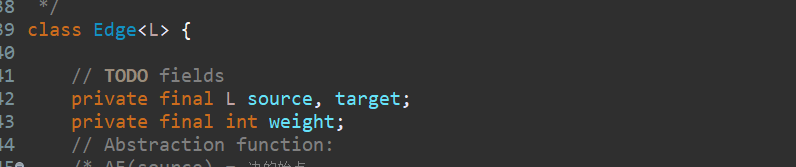 38  */
39 class Edge<L> {
40
41     // TODO fields
42     private final L source, target;
43     private final int weight;
44     // Abstraction function:
45     /* AF(source) = 边的始点